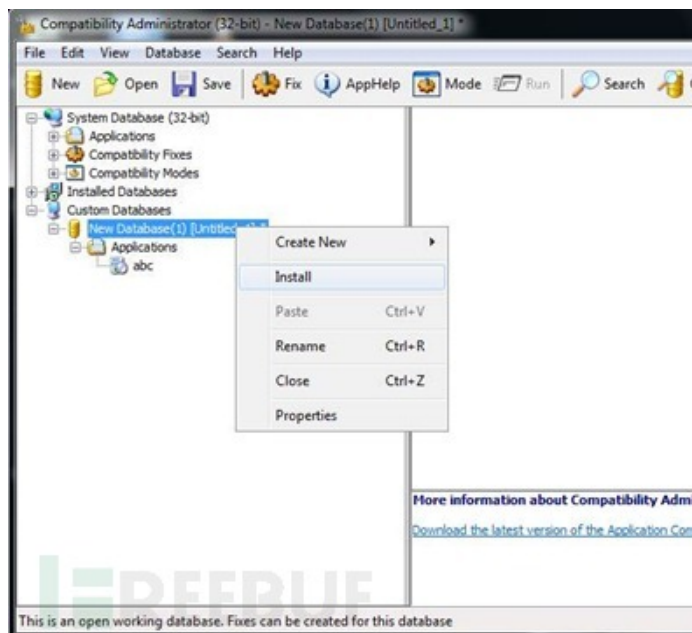 Compatibility Administrator (32-bit) - New Database(1) [Untitled_1] *
File Edit View Database Search Help
New Open Save Fix AppHelp Mode Run Search
System Database (32-bit)
Applications
Compatibility Fixes
Compatibility Modes
Installed Databases
Custom Databases
New Database(1)
Applications
abc
Create New
Install
Paste Ctrl+V
Rename Ctrl+R
Close Ctrl+Z
Properties
More information about Compatibility Adm
Download the latest version of the Application Com
REEBUF
This is an open working database. Fixes can be created for this database